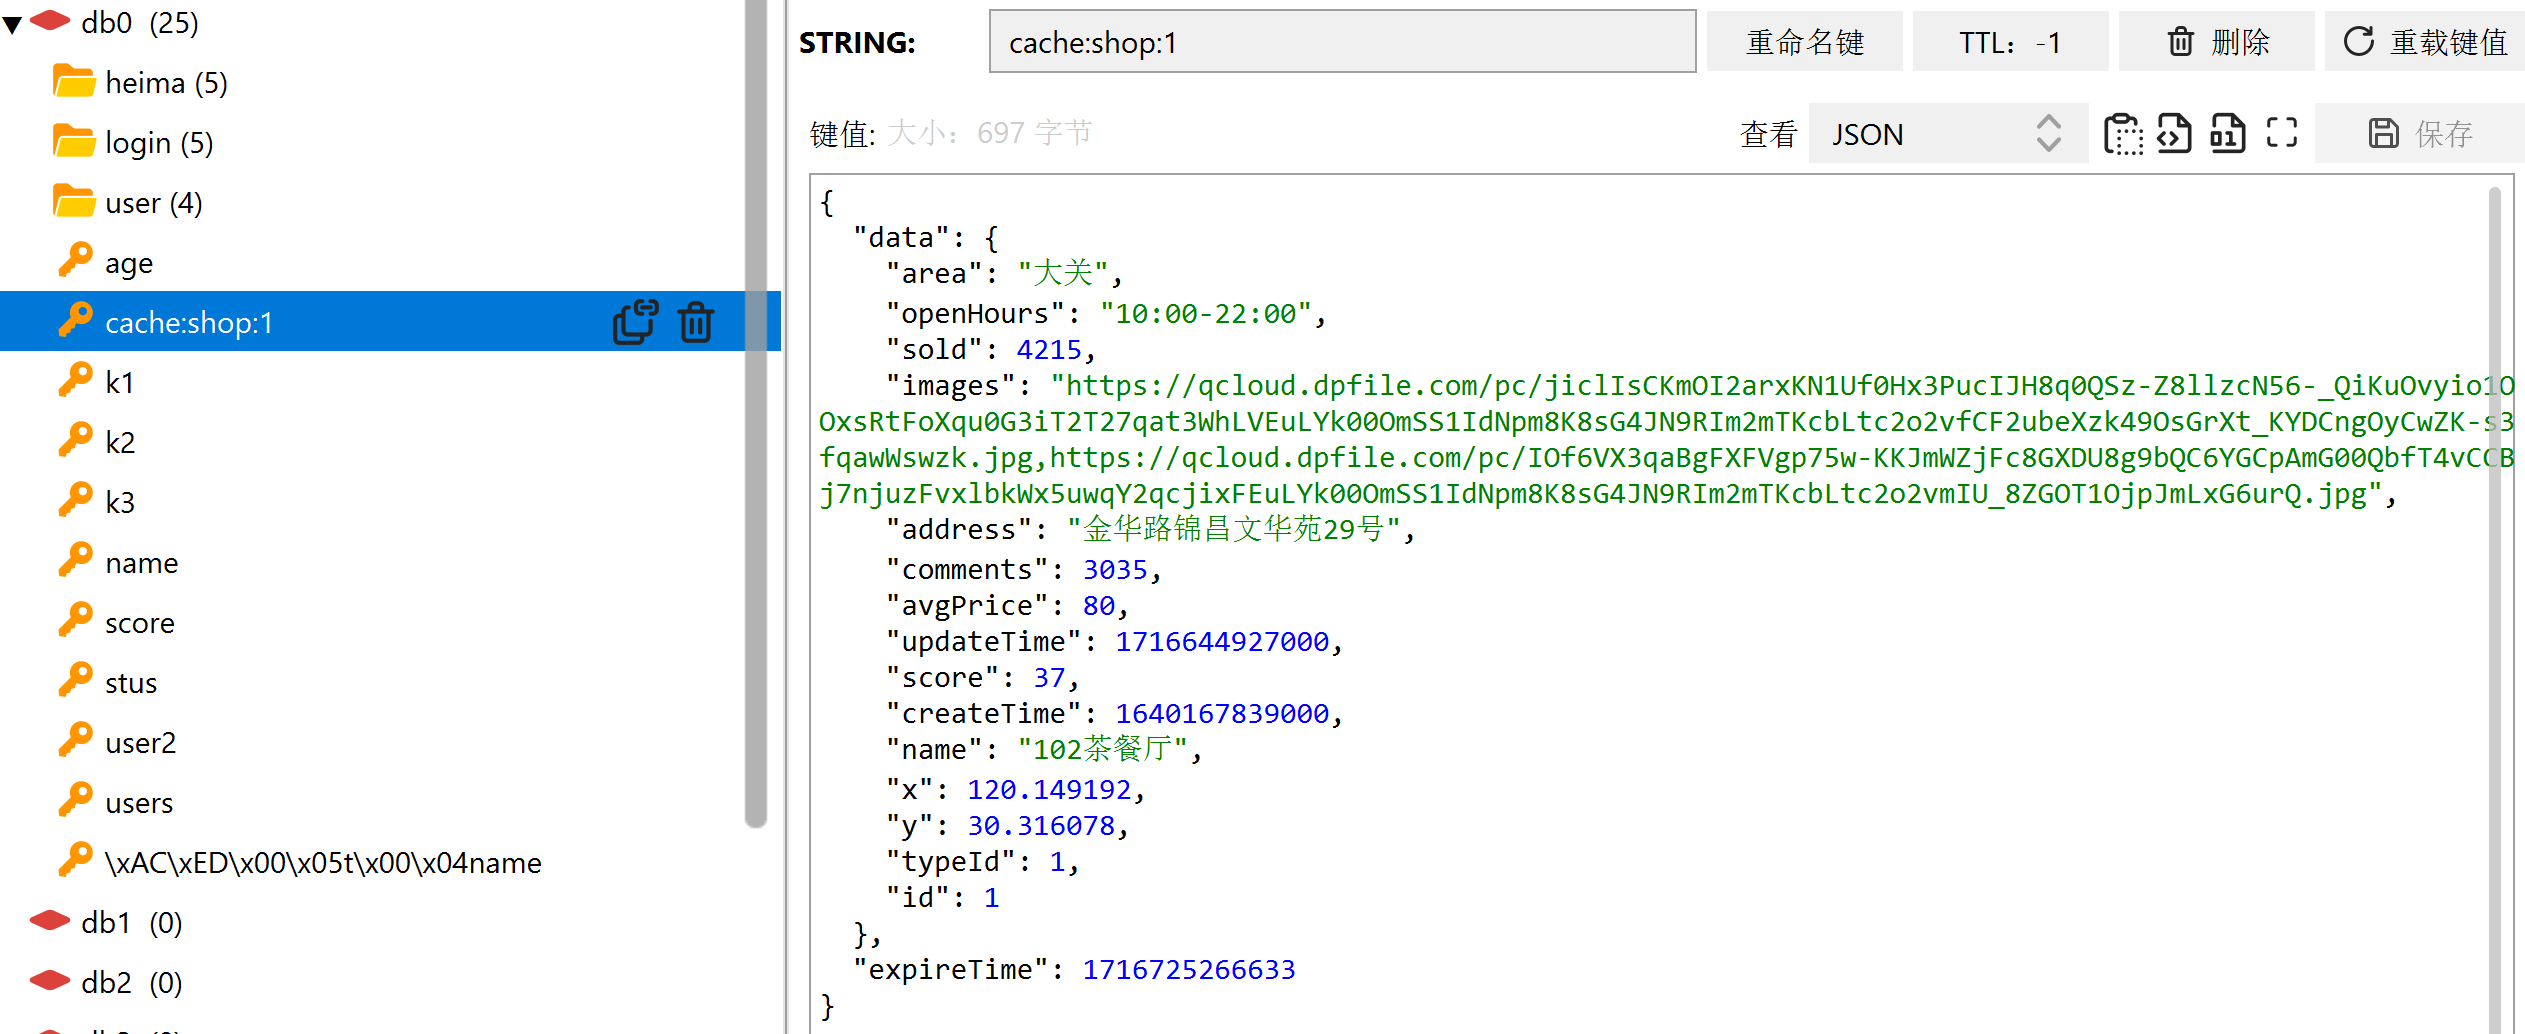 db0 (25)
heima (5)
login (5)
user (4)
age
cache:shop:1
k1
k2
k3
name
score
stus
user2
users
\xAC\xED\x00\x05t\x00\x04name
db1 (0)
db2 (0)
STRING:
cache:shop:1
重命名键
TTL: -1
删除
重载键值
键值: 大小: 697 字节
查看
JSON
保存
{
"data": {
"area": "大关",
"openHours": "10:00-22:00",
"sold": 4215,
"images": "https://qcloud.dpfile.com/pc/jiclIsCKmOI2arxKN1Uf0Hx3PucIJH8q0QSz-Z8llzcN56-_QiKuOvyio1O
OxsRtFoXqu0G3iT2T27qat3WhLVEuLYk00OmSS1IdNpm8K8sG4JN9RIm2mTKcbLtc2o2vfCF2ubeXzk49OsGrXt_KYDCngOyCwZK-s3
fqawWswzk.jpg,https://qcloud.dpfile.com/pc/IOf6VX3qaBgFXFVgp75w-KKJmWZjFc8GXDU8g9bQC6YGCpAmG00QbfT4vCCB
j7njuzFvxlbkWx5uwqY2qcjixFEuLYk00OmSS1IdNpm8K8sG4JN9RIm2mTKcbLtc2o2vmIU_8ZGOT1OjpJmLxG6urQ.jpg",
"address": "金华路锦昌文华苑29号",
"comments": 3035,
"avgPrice": 80,
"updateTime": 1716644927000,
"score": 37,
"createTime": 1640167839000,
"name": "102茶餐厅",
"x": 120.149192,
"y": 30.316078,
"typeId": 1,
"id": 1
},
"expireTime": 1716725266633
}